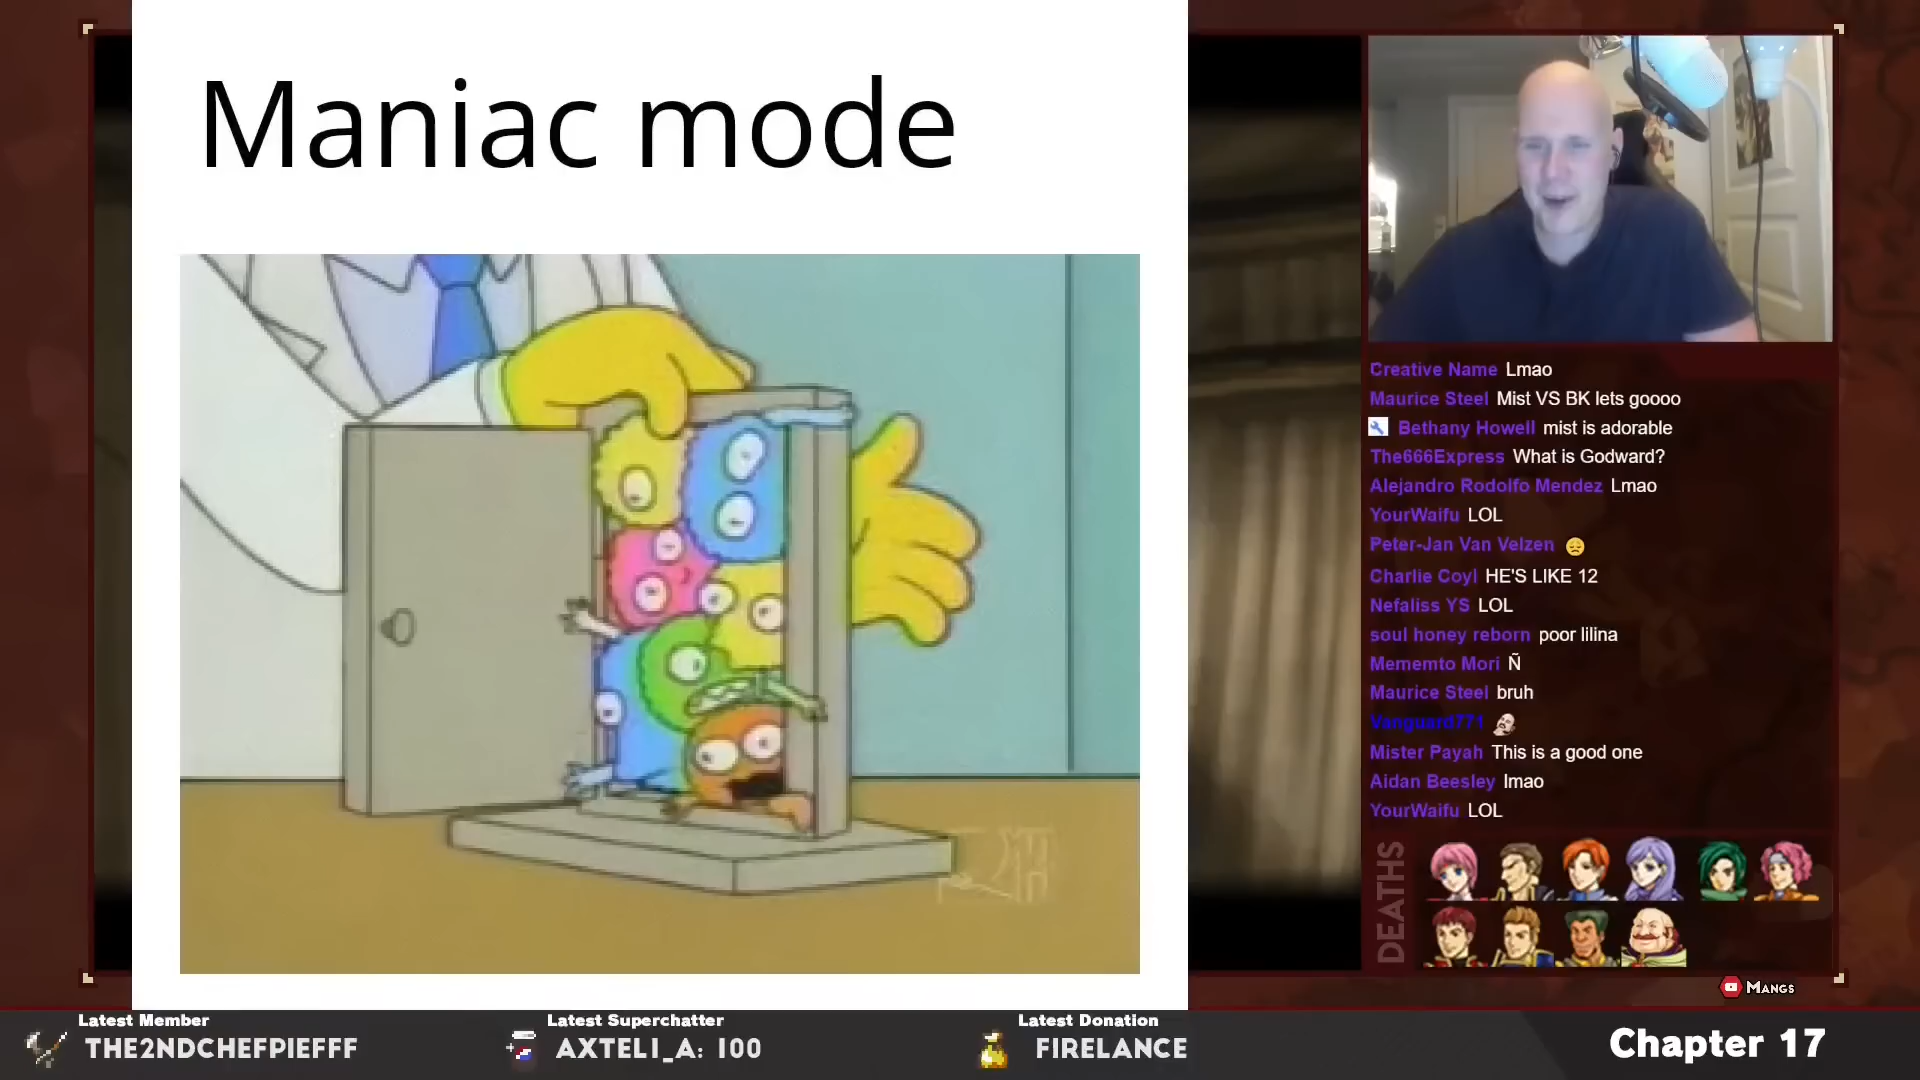 Maniac mode
Creative Name Lmao
Maurice Steel Mist VS BK lets goooo
Bethany Howell mist is adorable
The666Express What is Godward?
Alejandro Rodolfo Mendez Lmao
YourWaifu LOL
Peter-Jan Van Velzen
Charlie Coyl HE'S LIKE 12
Nefaliss YS LOL
soul honey reborn poor lilina
Mememto Mori Ñ
Maurice Steel bruh
Vanguard771
Mister Payah This is a good one
Aidan Beesley lmao
YourWaifu LOL
DEATHS
MANGS
Latest Member
THE2NDCHEFPIEFFF
Latest Superchatter
AXTEL1_A: 100
Latest Donation
FIRELANCE
Chapter 17